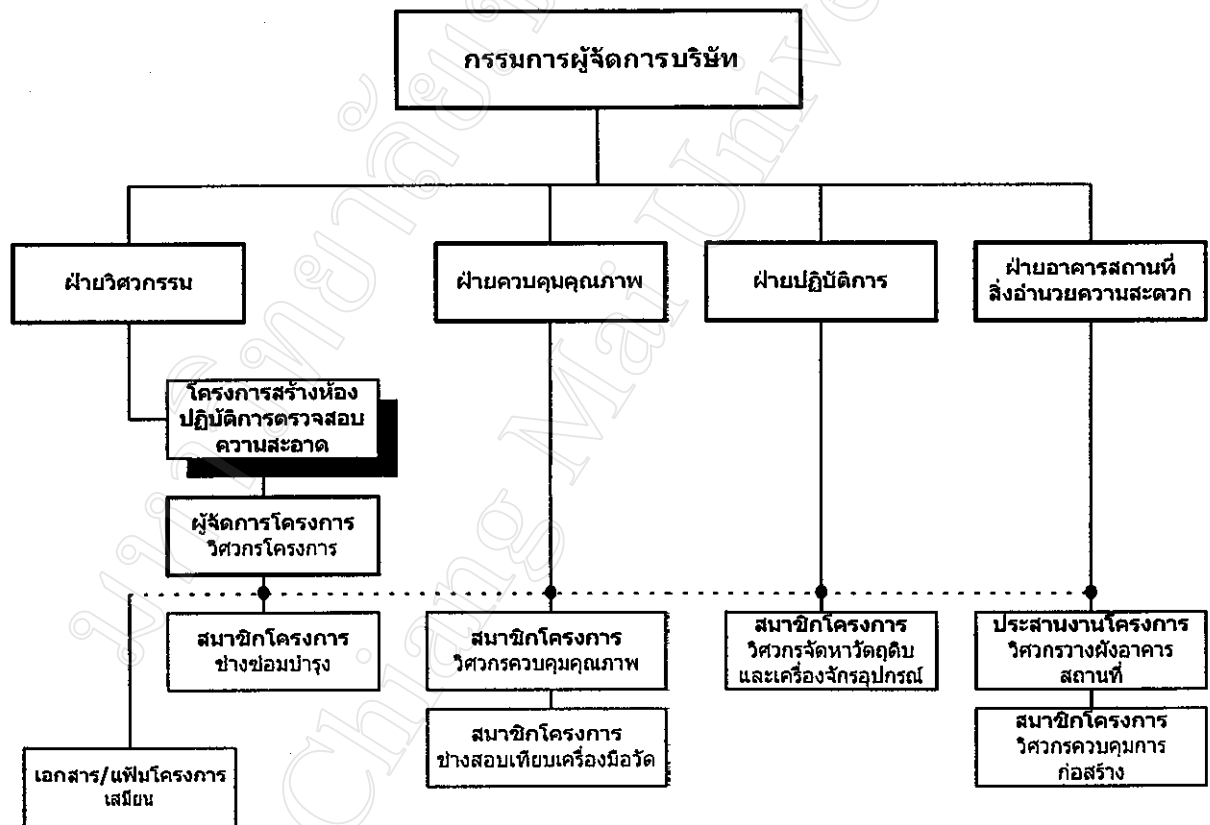 กรรมการผู้จัดการบริษัท
ฝ่ายวิศวกรรม
ฝ่ายควบคุมคุณภาพ
ฝ่ายปฏิบัติการ
ฝ่ายอาคารสถานที่
สิ่งอำนวยความสะดวก
โครงการสร้างห้อง
ปฏิบัติการตรวจสอบ
ความสะอาด
ผู้จัดการโครงการ
วิศวกรโครงการ
สมาชิกโครงการ
ช่างซ่อมบำรุง
สมาชิกโครงการ
วิศวกรควบคุมคุณภาพ
สมาชิกโครงการ
วิศวกรจัดหาวัตถุดิบ
และเครื่องจักรอุปกรณ์
ประสานงานโครงการ
วิศวกรวางผังอาคาร
สถานที่
สมาชิกโครงการ
ช่างสอบเทียบเครื่องมือวัด
สมาชิกโครงการ
วิศวกรควบคุมการ
ก่อสร้าง
เอกสาร/แฟ้มโครงการ
เสมียน
Chiang Mai Unive